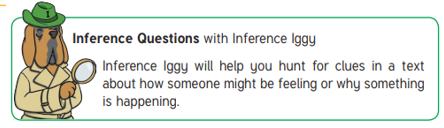 I
Inference Questions with Inference Iggy
Inference Iggy will help you hunt for clues in a text
about how someone might be feeling or why something
is happening.